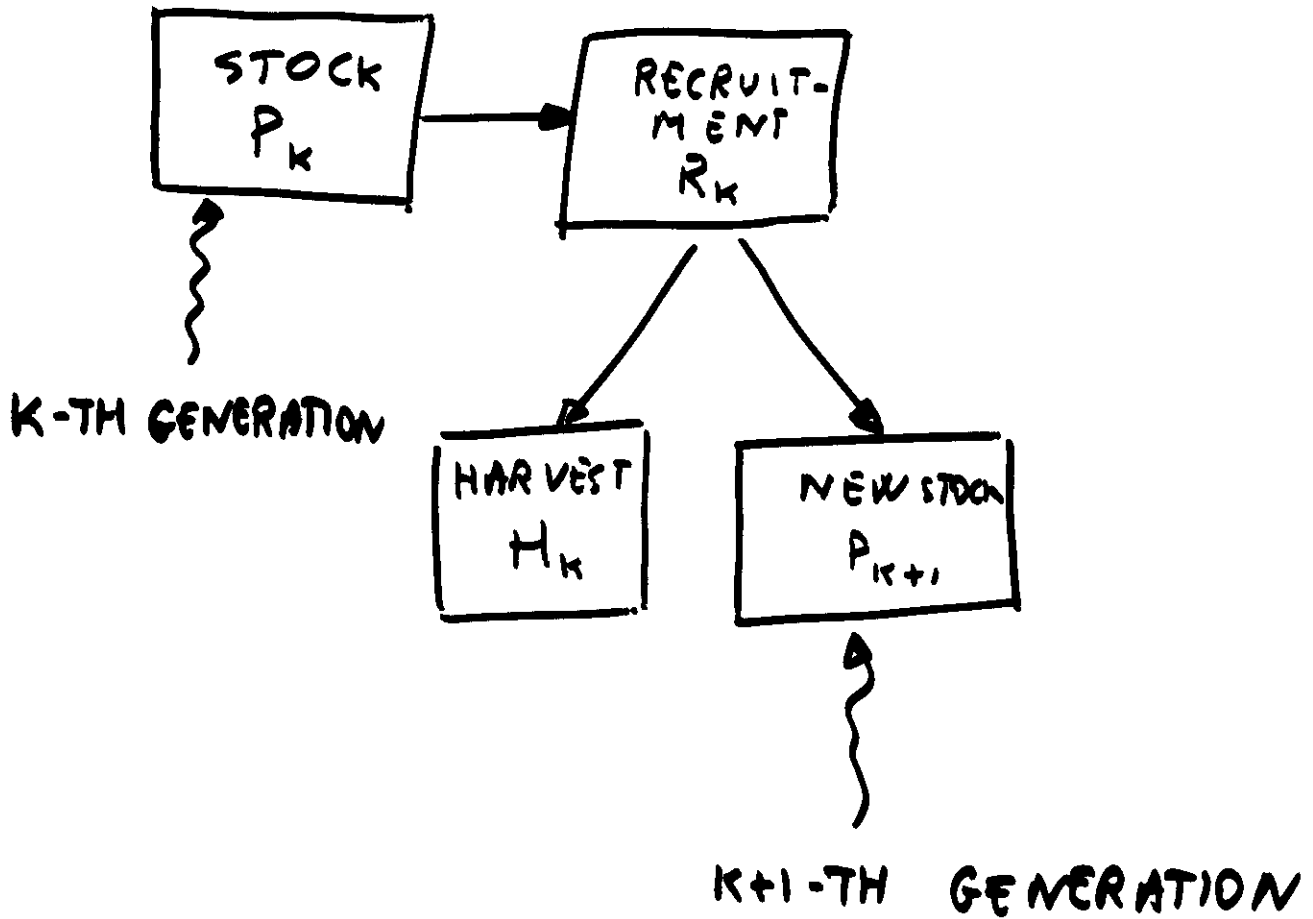 STOCK
P_K
RECRUIT-
MENT
R_K
K-TH GENERATION
HARVEST
H_K
NEW STOCK
P_K+1
K+1-TH GENERATION